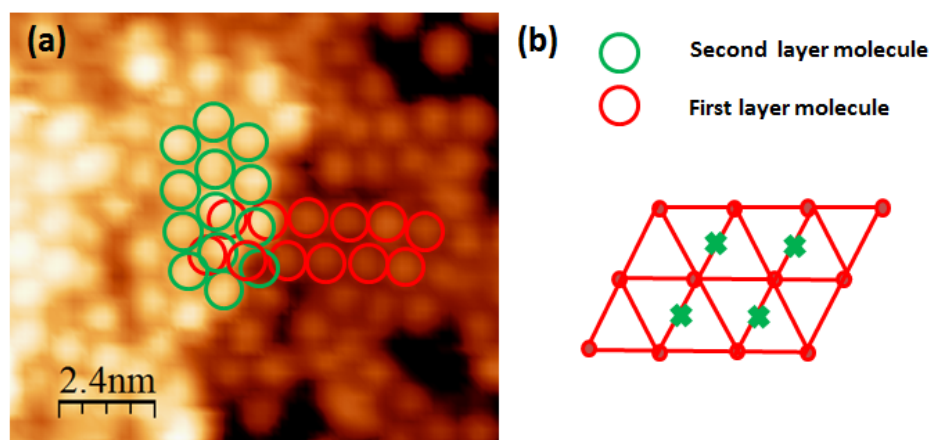 (a)
2.4nm
(b)
Second layer molecule
First layer molecule